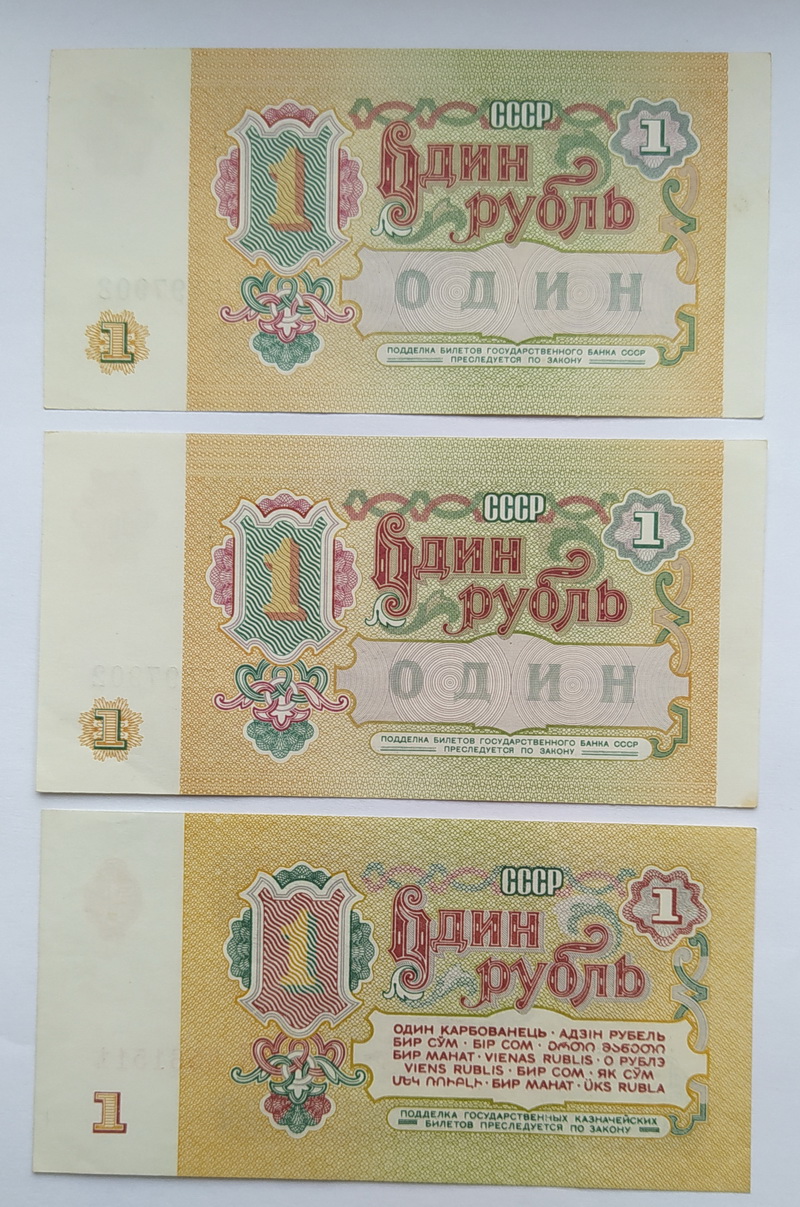 СССР
1
1
Один
рубль
ОДИН
1
ПОДДЕЛКА БИЛЕТОВ ГОСУДАРСТВЕННОГО БАНКА СССР
ПРЕСЛЕДУЕТСЯ ПО ЗАКОНУ
СССР
1
1
Один
рубль
ОДИН
1
ПОДДЕЛКА БИЛЕТОВ ГОСУДАРСТВЕННОГО БАНКА СССР
ПРЕСЛЕДУЕТСЯ ПО ЗАКОНУ
СССР
1
1
Один
рубль
ОДИН КАРБОВАНЕЦЬ · АДЗІН РУБЕЛЬ
БИР СЎМ · БІР СОМ · ᲔᲠᲗᲘ ᲛᲐᲜᲔᲗᲘ
БИР МАНАТ · VIENAS RUBLIS · О РУБЛЭ
VIENS RUBLIS · БИР СОМ · ЯК СЎМ
ՄԵԿ ՌՈՒԲԼԻ · БИР МАНАТ · ÜKS RUBLA
1
ПОДДЕЛКА ГОСУДАРСТВЕННЫХ КАЗНАЧЕЙСКИХ
БИЛЕТОВ ПРЕСЛЕДУЕТСЯ ПО ЗАКОНУ